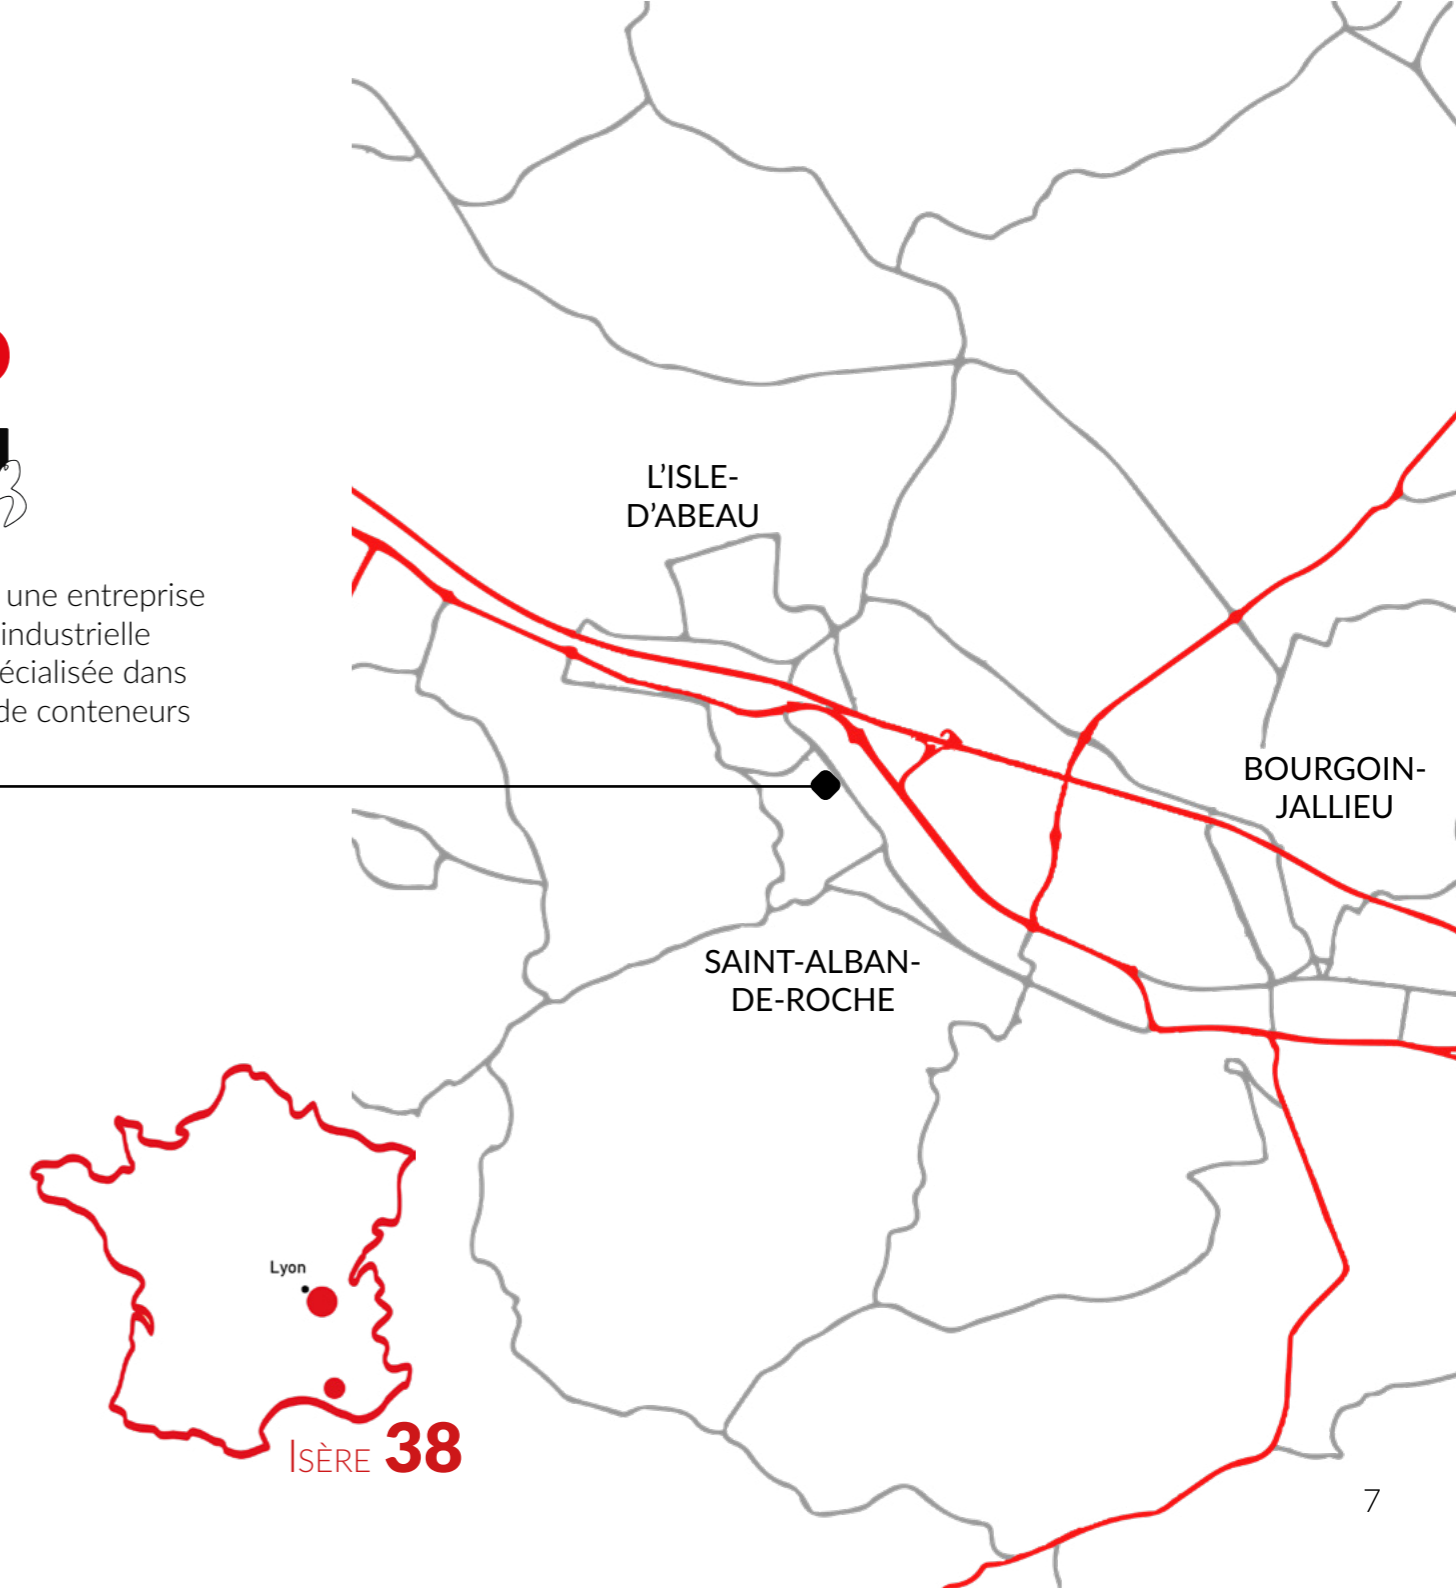 une entreprise
industrielle
écialisée dans
de conteneurs
L'ISLE-
D'ABEAU
BOURGOIN-
JALLIEU
SAINT-ALBAN-
DE-ROCHE
Lyon
ISÈRE 38
7